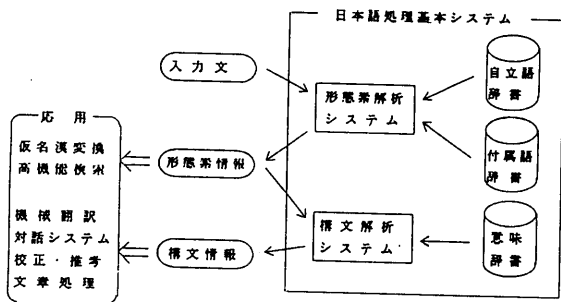 日本語処理基本システム
入力文
自立語
辞書
形態素解析
システム
応用
仮名漢変換
高機能検索
形態素情報
付属語
辞書
機械翻訳
対話システム
校正・推考
文章処理
構文情報
構文解析
システム
意味
辞書